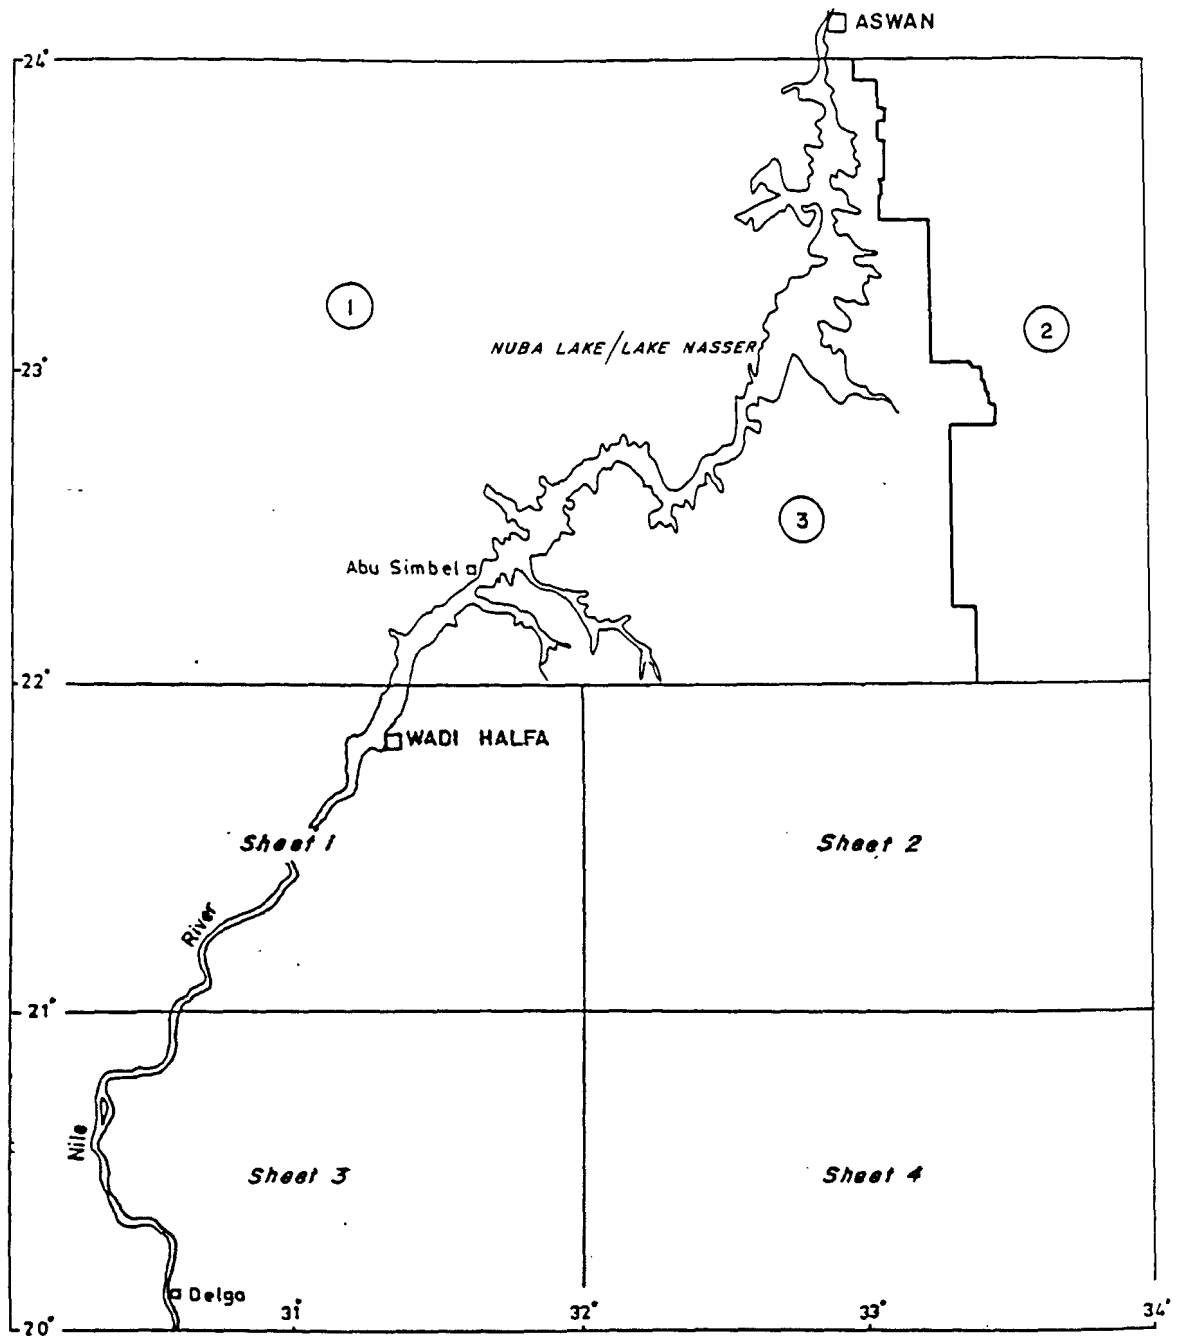 ASWAN
24°
1
2
NUBA LAKE/LAKE NASSER
23°
3
Abu Simbel
22°
WADI HALFA
Sheet 1
Sheet 2
River
21°
Nile
Sheet 3
Sheet 4
Delgo
20°
31°
32°
33°
34°